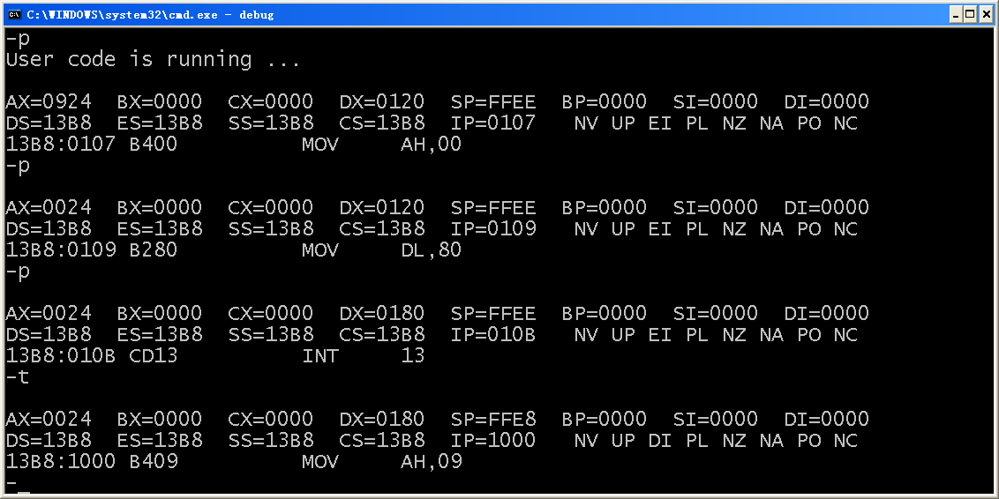 C:\WINDOWS\system32\cmd.exe - debug
-p
User code is running ...
AX=0924  BX=0000  CX=0000  DX=0120  SP=FFEE  BP=0000  SI=0000  DI=0000
DS=13B8  ES=13B8  SS=13B8  CS=13B8  IP=0107   NV UP EI PL NZ NA PO NC
13B8:0107 B400          MOV     AH,00
-p
AX=0024  BX=0000  CX=0000  DX=0120  SP=FFEE  BP=0000  SI=0000  DI=0000
DS=13B8  ES=13B8  SS=13B8  CS=13B8  IP=0109   NV UP EI PL NZ NA PO NC
13B8:0109 B280          MOV     DL,80
-p
AX=0024  BX=0000  CX=0000  DX=0180  SP=FFEE  BP=0000  SI=0000  DI=0000
DS=13B8  ES=13B8  SS=13B8  CS=13B8  IP=010B   NV UP EI PL NZ NA PO NC
13B8:010B CD13          INT     13
-t
AX=0024  BX=0000  CX=0000  DX=0180  SP=FFE8  BP=0000  SI=0000  DI=0000
DS=13B8  ES=13B8  SS=13B8  CS=13B8  IP=1000   NV UP DI PL NZ NA PO NC
13B8:1000 B409          MOV     AH,09
-_